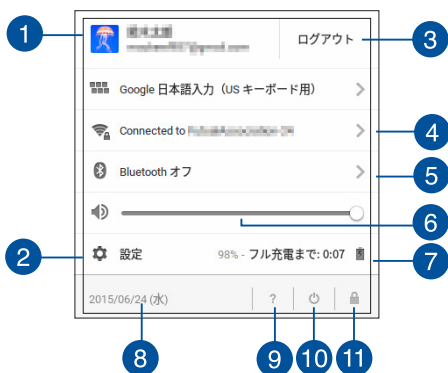 1
ログアウト
3
Google 日本語入力（US キーボード用）
Connected to
4
Bluetooth オフ
5
6
2
設定
98% - フル充電まで: 0:07
7
2015/06/24 (水)
?
8
9
10
11